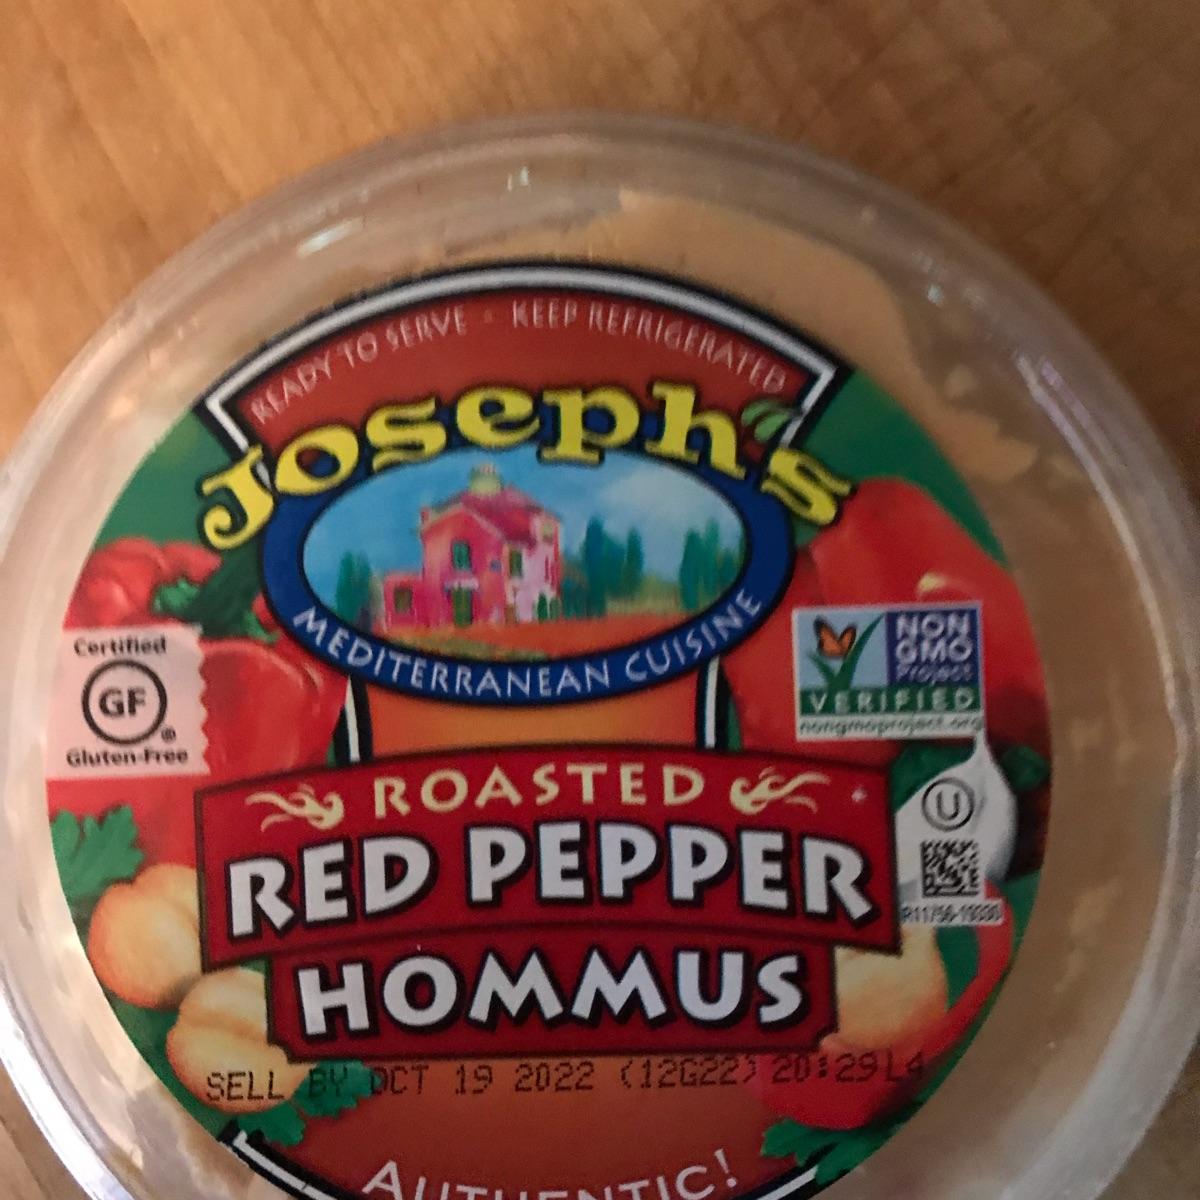 READY TO SERVE · KEEP REFRIGERATED
Joseph's
MEDITERRANEAN CUISINE
Certified
GF
®
Gluten-Free
NON
GMO
Project
VERIFIED
nongmoproject.org
ROASTED
RED PEPPER
HOMMUS
U
SELL BY OCT 19 2022 (12G22) 20:29L4
AUTHENTIC!